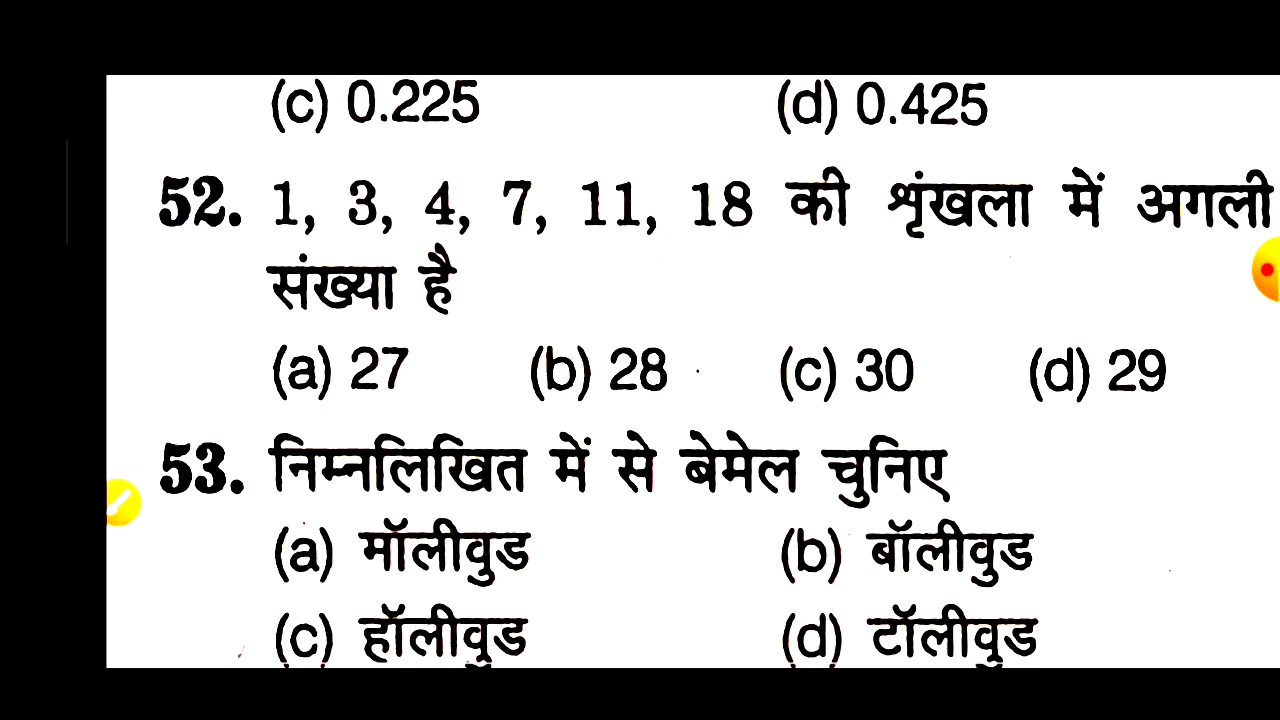 (c) 0.225 (d) 0.425
52. 1, 3, 4, 7, 11, 18 की शृंखला में अगली
संख्या है
(a) 27 (b) 28 (c) 30 (d) 29
53. निम्नलिखित में से बेमेल चुनिए
(a) मॉलीवुड (b) बॉलीवुड
(c) हॉलीवुड (d) टॉलीवुड